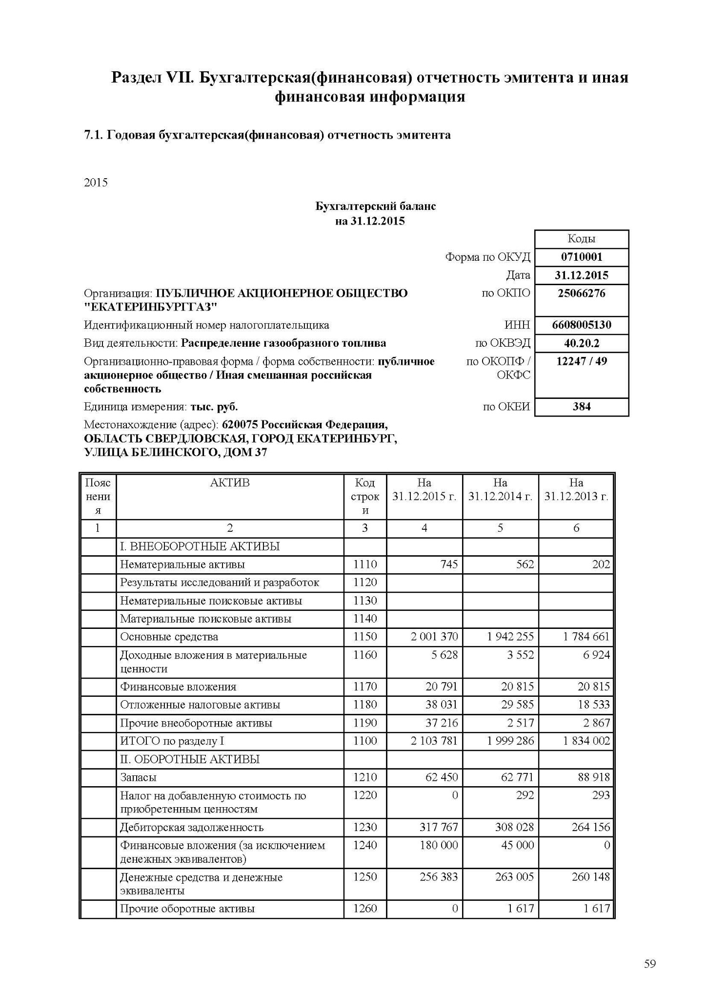 Раздел VII. Бухгалтерская(финансовая) отчетность эмитента и иная
финансовая информация
7.1. Годовая бухгалтерская(финансовая) отчетность эмитента
2015
Бухгалтерский баланс
на 31.12.2015
Коды
Форма по ОКУД 0710001
Дата 31.12.2015
Организация: ПУБЛИЧНОЕ АКЦИОНЕРНОЕ ОБЩЕСТВО по ОКПО 25066276
"ЕКАТЕРИНБУРГГАЗ"
Идентификационный номер налогоплательщика ИНН 6608005130
Вид деятельности: Распределение газообразного топлива по ОКВЭД 40.20.2
Организационно-правовая форма / форма собственности: публичное по ОКОПФ / 12247 / 49
акционерное общество / Иная смешанная российская ОКФС
собственность
Единица измерения: тыс. руб. по ОКЕИ 384
Местонахождение (адрес): 620075 Российская Федерация,
ОБЛАСТЬ СВЕРДЛОВСКАЯ, ГОРОД ЕКАТЕРИНБУРГ,
УЛИЦА БЕЛИНСКОГО, ДОМ 37
Пояс АКТИВ Код На На На
нени строк 31.12.2015 г. 31.12.2014 г. 31.12.2013 г.
я и
1 2 3 4 5 6
I. ВНЕОБОРОТНЫЕ АКТИВЫ
Нематериальные активы 1110 745 562 202
Результаты исследований и разработок 1120
Нематериальные поисковые активы 1130
Материальные поисковые активы 1140
Основные средства 1150 2 001 370 1 942 255 1 784 661
Доходные вложения в материальные 1160 5 628 3 552 6 924
ценности
Финансовые вложения 1170 20 791 20 815 20 815
Отложенные налоговые активы 1180 38 031 29 585 18 533
Прочие внеоборотные активы 1190 37 216 2 517 2 867
ИТОГО по разделу I 1100 2 103 781 1 999 286 1 834 002
II. ОБОРОТНЫЕ АКТИВЫ
Запасы 1210 62 450 62 771 88 918
Налог на добавленную стоимость по 1220 0 292 293
приобретенным ценностям
Дебиторская задолженность 1230 317 767 308 028 264 156
Финансовые вложения (за исключением 1240 180 000 45 000 0
денежных эквивалентов)
Денежные средства и денежные 1250 256 383 263 005 260 148
эквиваленты
Прочие оборотные активы 1260 0 1 617 1 617
59